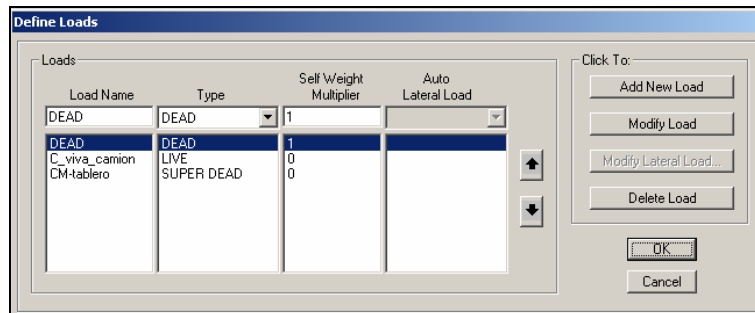 Define Loads
Loads
Load Name Type Self Weight Multiplier Auto Lateral Load
DEAD DEAD 1
DEAD DEAD 1
C_viva_camion LIVE 0
CM-tablero SUPER DEAD 0
Click To:
Add New Load
Modify Load
Modify Lateral Load...
Delete Load
OK
Cancel